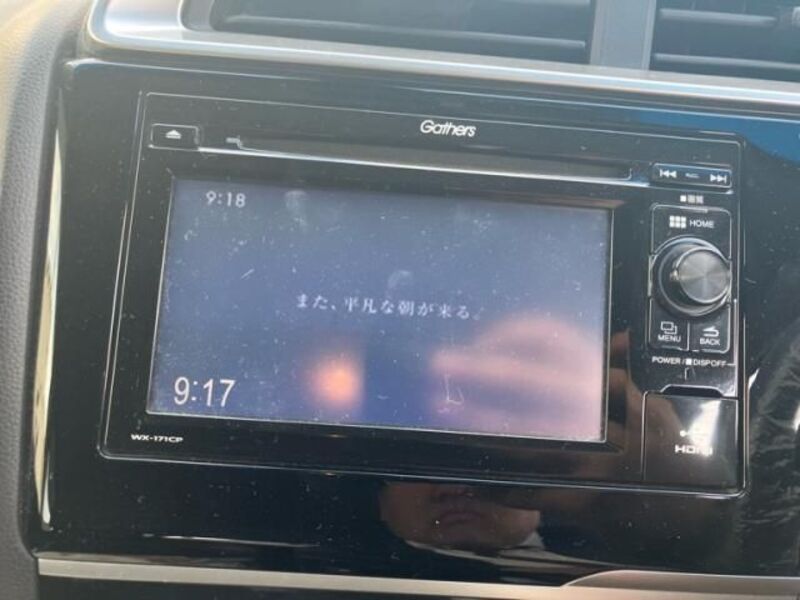 Gathers
9:18
HOME
また、平凡な朝が来る。
MENU
BACK
POWER/■DISP OFF
9:17
WX-171CP
HDMI